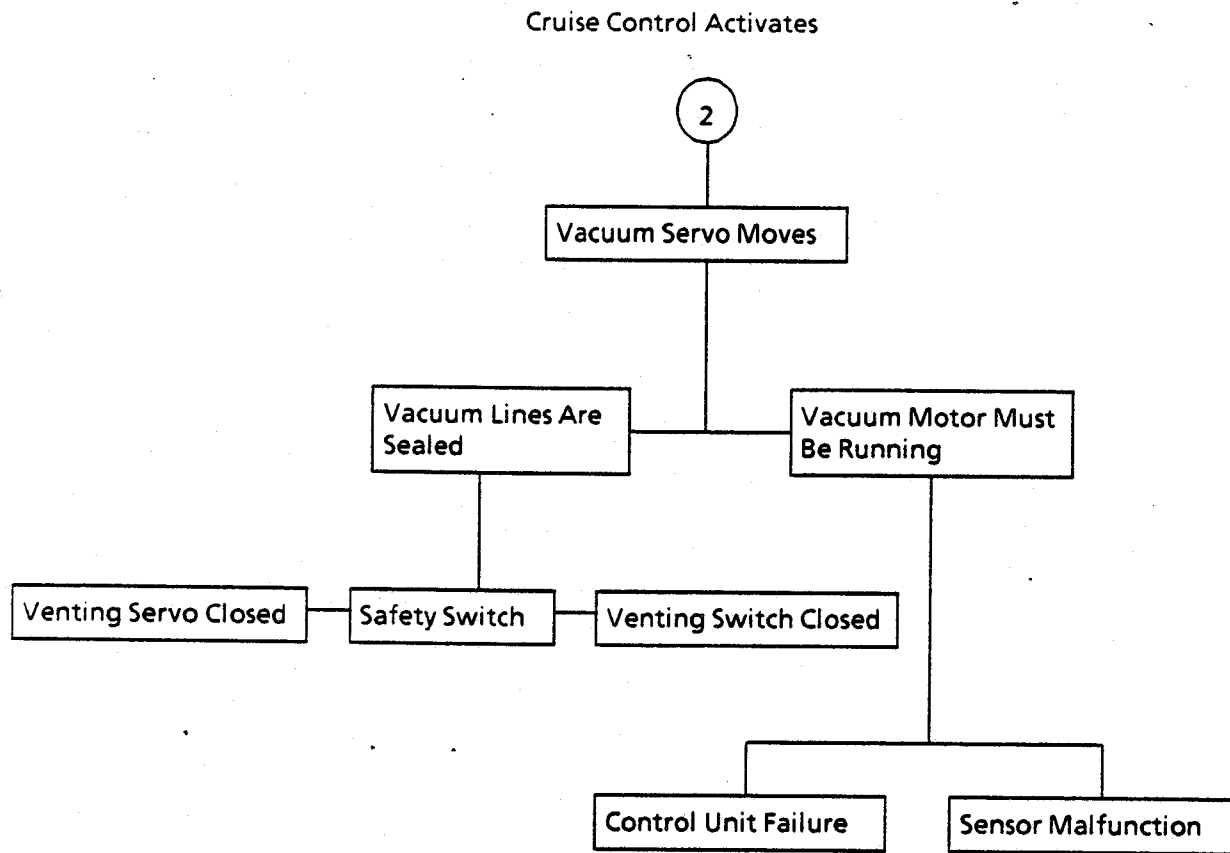 Cruise Control Activates
2
Vacuum Servo Moves
Vacuum Lines Are
Sealed
Vacuum Motor Must
Be Running
Venting Servo Closed
Safety Switch
Venting Switch Closed
Control Unit Failure
Sensor Malfunction